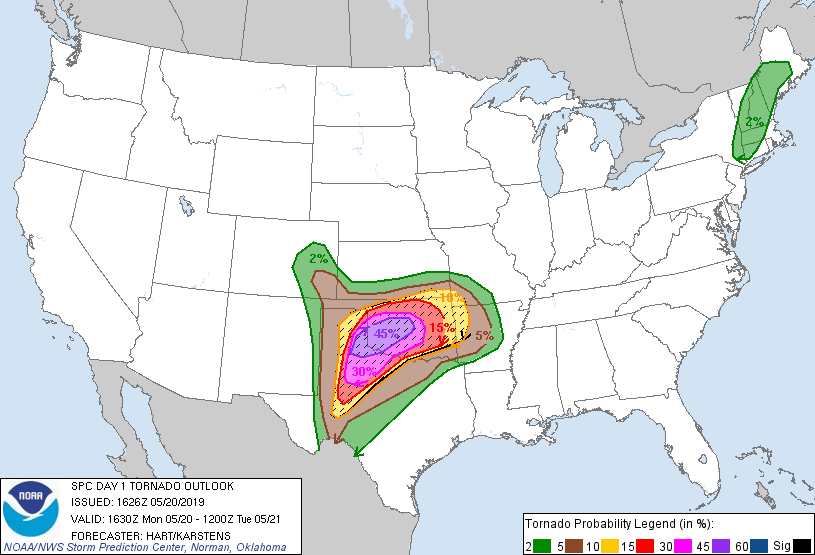 2%
2%
10%
15%
45%
5%
30%
NOAA
SPC DAY 1 TORNADO OUTLOOK
ISSUED: 1626Z 05/20/2019
VALID: 1630Z Mon 05/20 - 1200Z Tue 05/21
FORECASTER: HART/KARSTENS
NOAA/NWS Storm Prediction Center, Norman, Oklahoma
Tornado Probability Legend (in %):
2 5 10 15 30 45 60 Sig